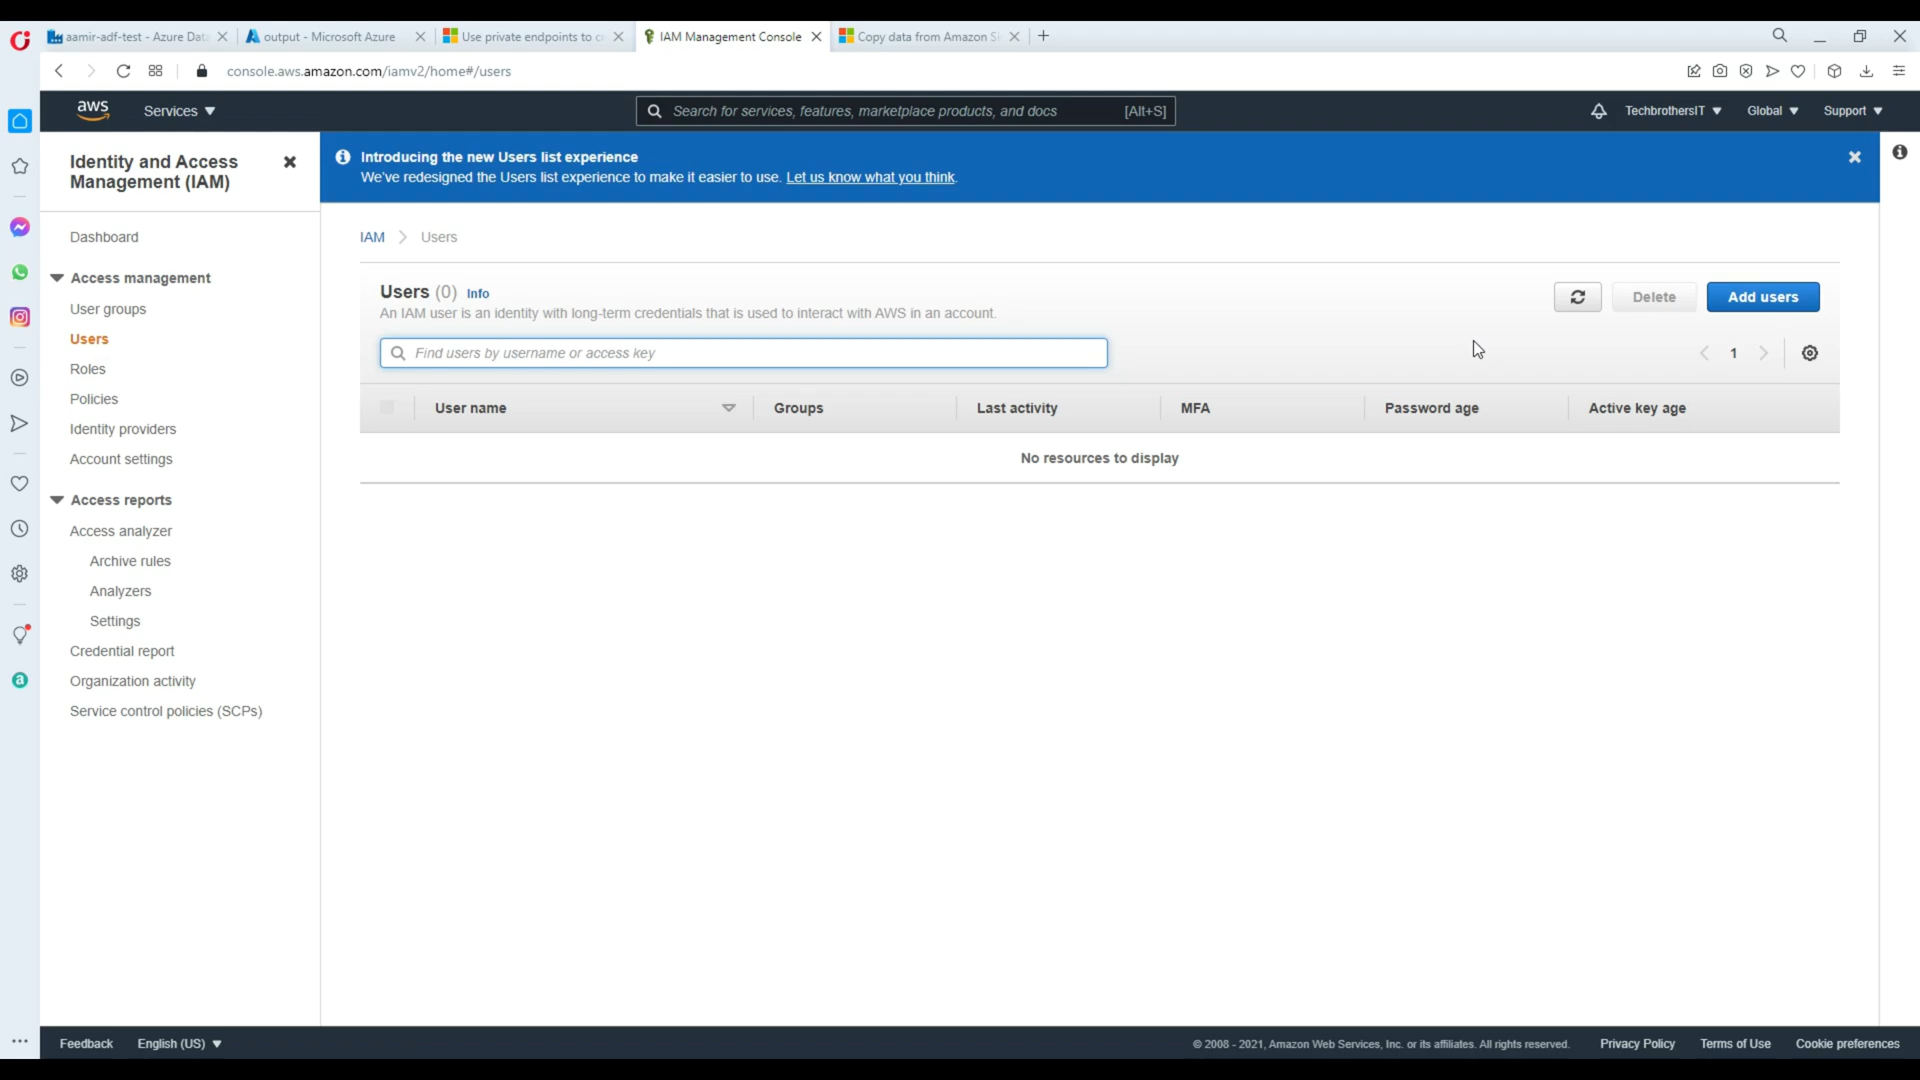 aamir-adf-test - Azure Data
output - Microsoft Azure
Use private endpoints to c
IAM Management Console
Copy data from Amazon S
console.aws.amazon.com/iamv2/home#/users
aws
Services
Search for services, features, marketplace products, and docs
[Alt+S]
TechbrothersIT
Global
Support
Identity and Access
Management (IAM)
Introducing the new Users list experience
We've redesigned the Users list experience to make it easier to use. Let us know what you think.
Dashboard
Access management
User groups
Users
Roles
Policies
Identity providers
Account settings
Access reports
Access analyzer
Archive rules
Analyzers
Settings
Credential report
Organization activity
Service control policies (SCPs)
IAM
Users
Users (0) Info
An IAM user is an identity with long-term credentials that is used to interact with AWS in an account.
Delete
Add users
Find users by username or access key
1
User name
Groups
Last activity
MFA
Password age
Active key age
No resources to display
Feedback
English (US)
© 2008 - 2021, Amazon Web Services, Inc. or its affiliates. All rights reserved.
Privacy Policy
Terms of Use
Cookie preferences